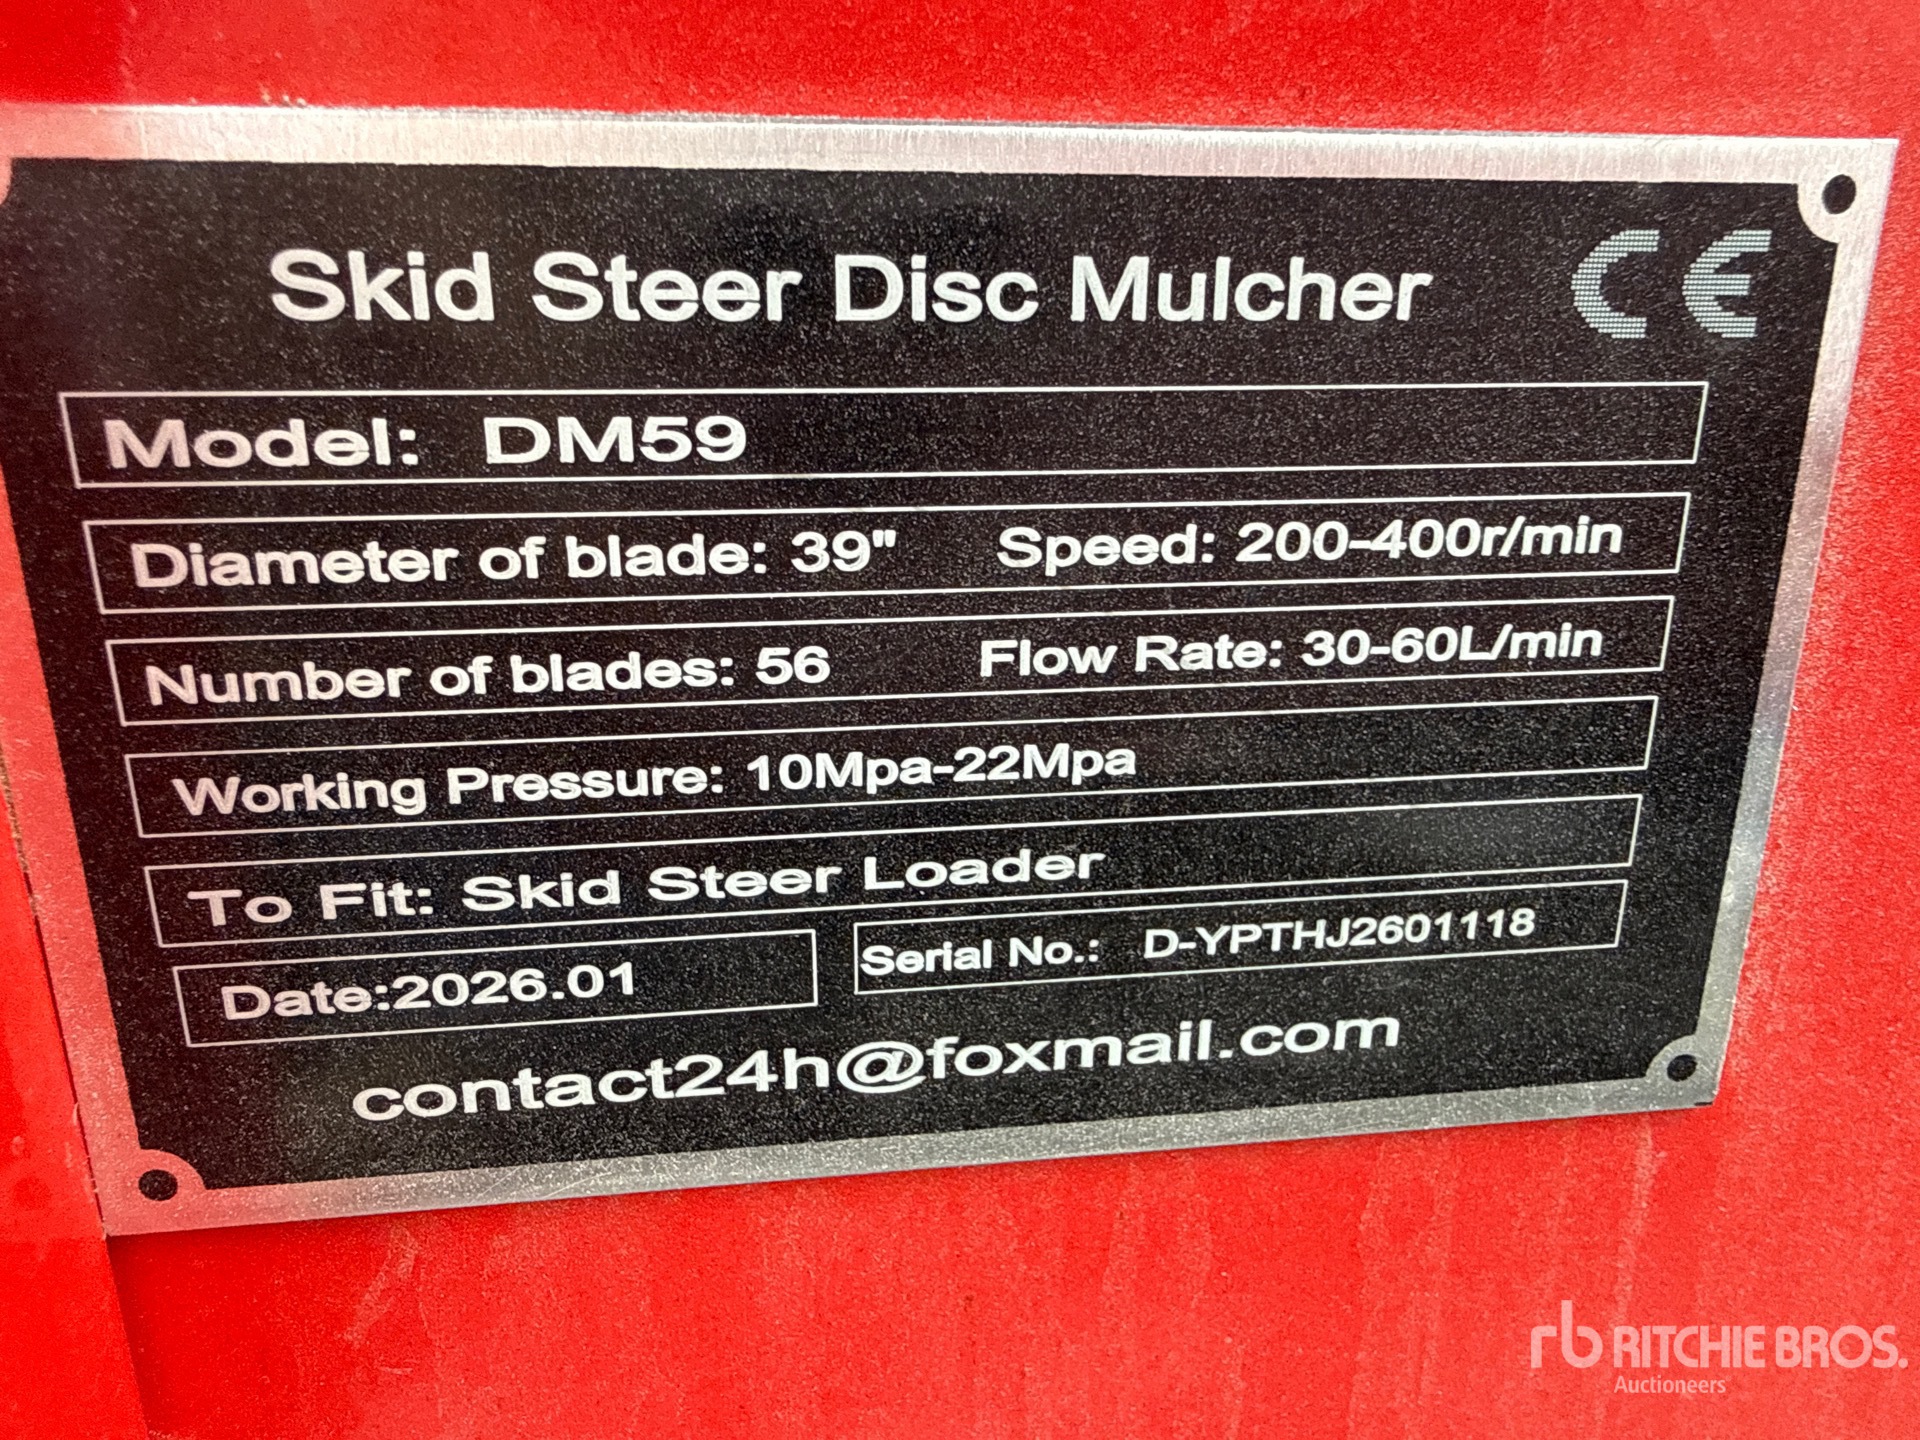 Skid Steer Disc Mulcher CE
Model: DM59
Diameter of blade: 39" Speed: 200-400r/min
Number of blades: 56 Flow Rate: 30-60L/min
Working Pressure: 10Mpa-22Mpa
To Fit: Skid Steer Loader
Date:2026.01 Serial No.: D-YPTHJ2601118
contact24h@foxmail.com
rb RITCHIE BROS.
Auctioneers